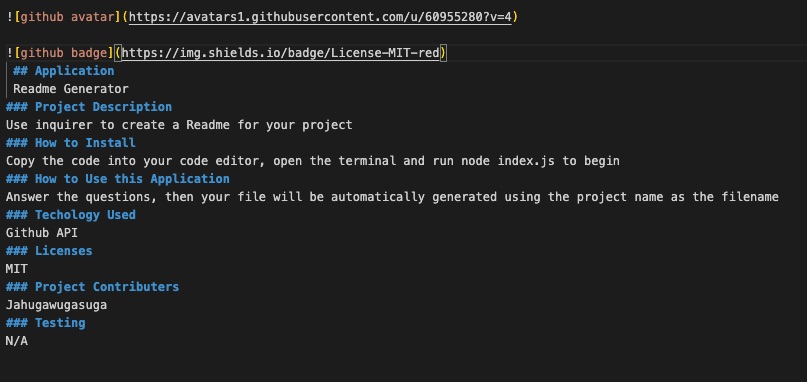 ![github avatar](https://avatars1.githubusercontent.com/u/60955280?v=4)
![github badge](https://img.shields.io/badge/License-MIT-red)
## Application
Readme Generator
### Project Description
Use inquirer to create a Readme for your project
### How to Install
Copy the code into your code editor, open the terminal and run node index.js to begin
### How to Use this Application
Answer the questions, then your file will be automatically generated using the project name as the filename
### Techology Used
Github API
### Licenses
MIT
### Project Contributers
Jahugawugasuga
### Testing
N/A